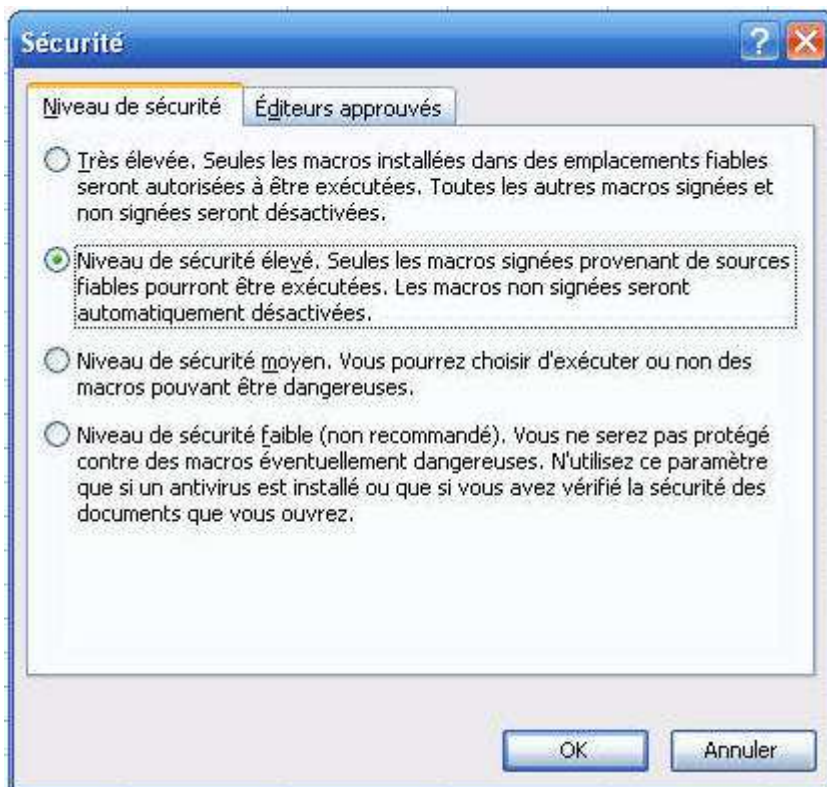 Sécurité
Niveau de sécurité
Éditeurs approuvés
Très élevée. Seules les macros installées dans des emplacements fiables
seront autorisées à être exécutées. Toutes les autres macros signées et
non signées seront désactivées.
Niveau de sécurité élevé. Seules les macros signées provenant de sources
fiables pourront être exécutées. Les macros non signées seront
automatiquement désactivées.
Niveau de sécurité moyen. Vous pourrez choisir d'exécuter ou non des
macros pouvant être dangereuses.
Niveau de sécurité faible (non recommandé). Vous ne serez pas protégé
contre des macros éventuellement dangereuses. N'utilisez ce paramètre
que si un antivirus est installé ou que si vous avez vérifié la sécurité des
documents que vous ouvrez.
OK
Annuler